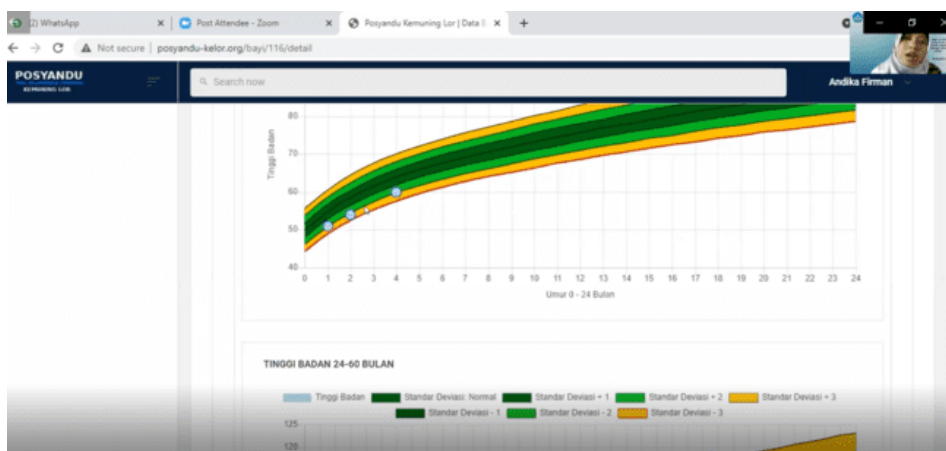 (2) WhatsApp
Post Attendee - Zoom
Posyandu Kemuning Lor | Data
Not secure | posyandu-kelor.org/bayi/116/detail
POSYANDU
KEMUNING LOR
Search now
Andika Firman
Tinggi Badan
80
70
60
50
40
0 1 2 3 4 5 6 7 8 9 10 11 12 13 14 15 16 17 18 19 20 21 22 23 24
Umur 0 - 24 Bulan
TINGGI BADAN 24-60 BULAN
Tinggi Badan Standar Deviasi: Normal Standar Deviasi + 1 Standar Deviasi + 2 Standar Deviasi + 3
Standar Deviasi - 1 Standar Deviasi - 2 Standar Deviasi - 3
125
120